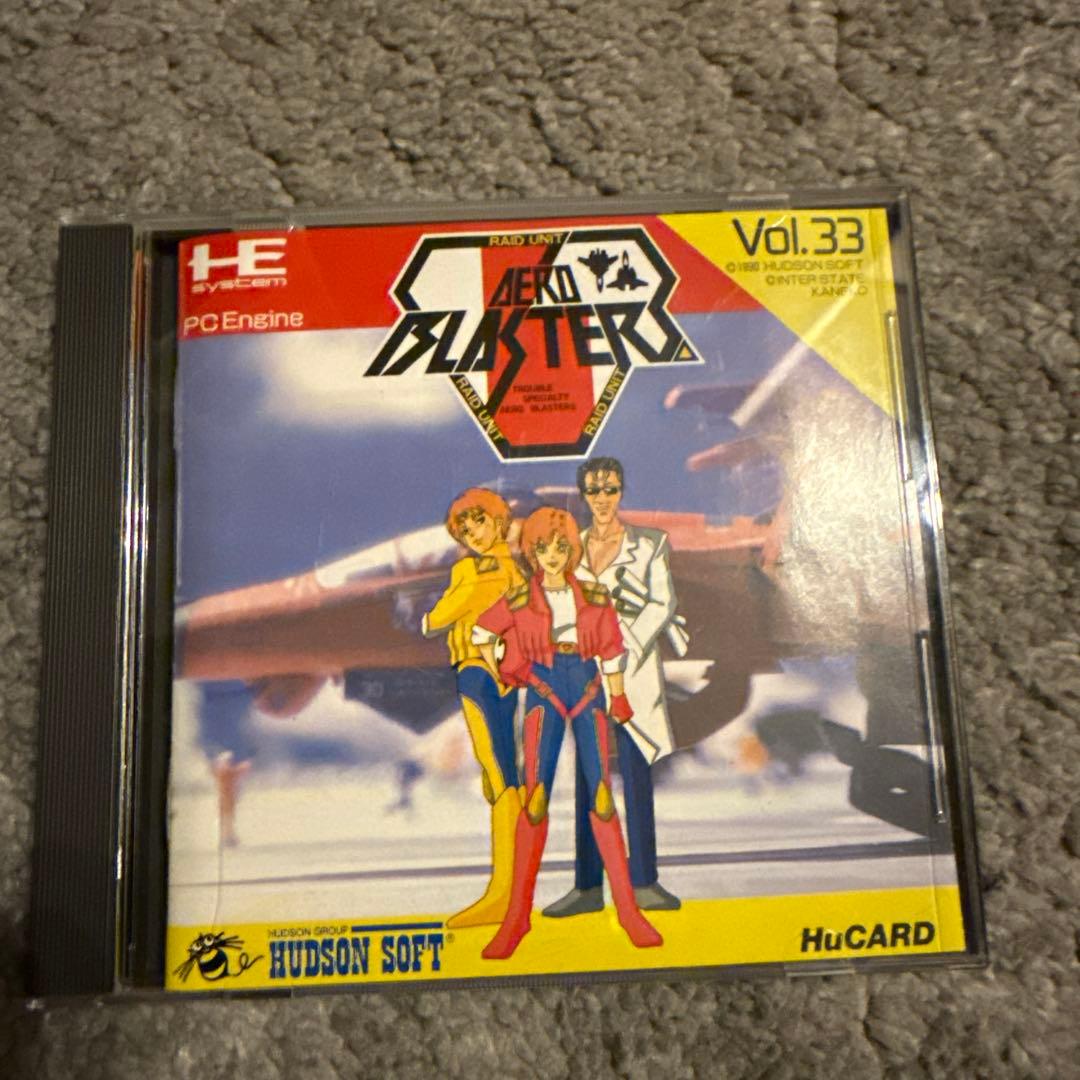 HE
system
PC Engine
RAID UNIT
AERO
BLASTERS
TROUBLE
SPECIALTY
AERO BLASTERS
RAID UNIT
RAID UNIT
Vol.33
©1990 HUDSON SOFT
©INTER STATE
KANEKO
HUDSON GROUP
HUDSON SOFT®
HuCARD